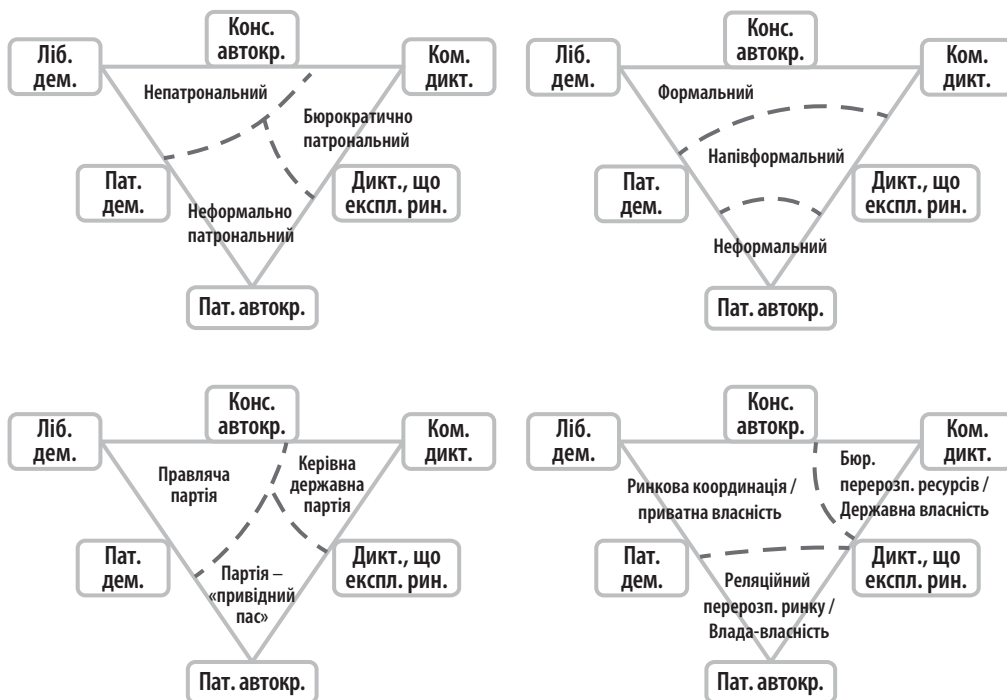 Конс.
автокр.
Ліб.
дем.
Ком.
дикт.
Непатрональний
Бюрократично
патрональний
Пат.
дем.
Дикт., що
експл. рин.
Неформально
патрональний
Пат. автокр.
Конс.
автокр.
Ліб.
дем.
Ком.
дикт.
Формальний
Напівформальний
Пат.
дем.
Дикт., що
експл. рин.
Неформальний
Пат. автокр.
Конс.
автокр.
Ліб.
дем.
Ком.
дикт.
Правляча
партія
Керівна
державна
партія
Пат.
дем.
Дикт., що
експл. рин.
Партія –
«привідний
пас»
Пат. автокр.
Конс.
автокр.
Ліб.
дем.
Ком.
дикт.
Ринкова координація /
приватна власність
Бюр.
перерозп. ресурсів /
Державна власність
Пат.
дем.
Дикт., що
експл. рин.
Реляційний
перерозп. ринку /
Влада-власність
Пат. автокр.